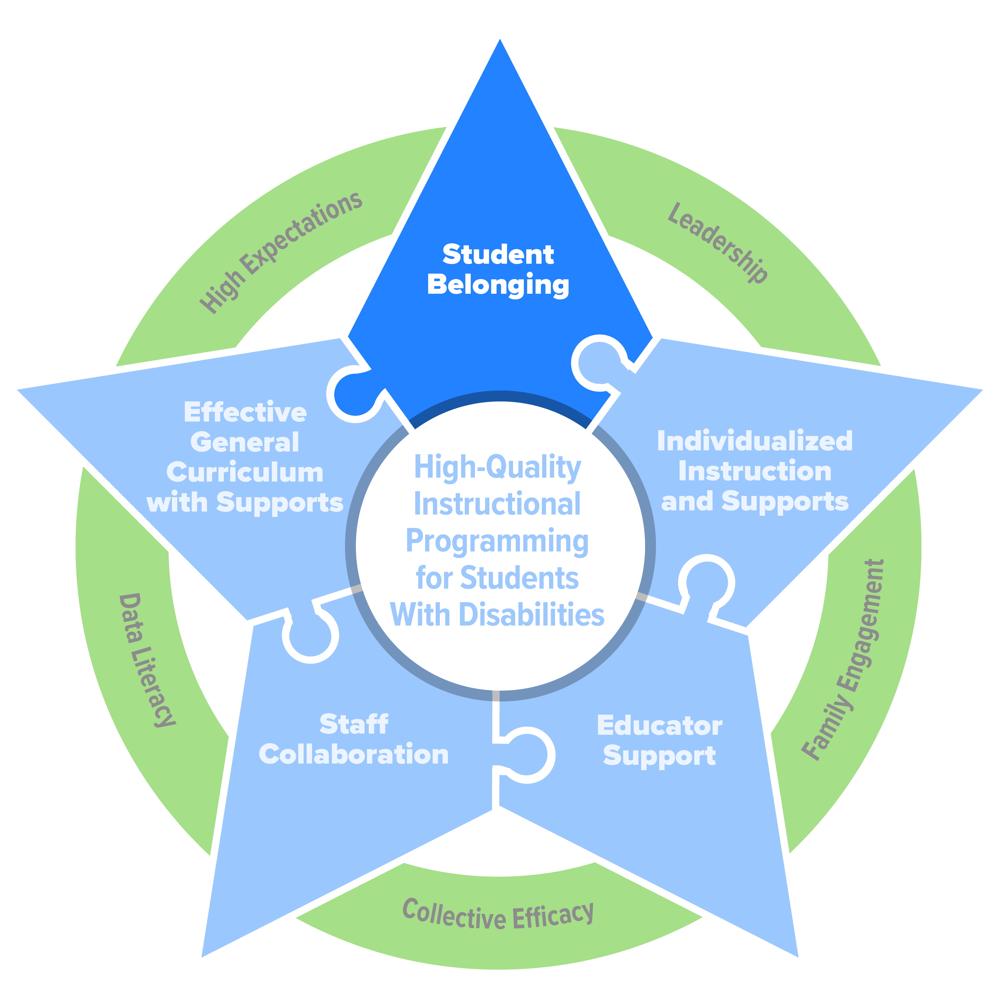 High Expectations
Leadership
Student
Belonging
Effective
General
Curriculum
with Supports
Individualized
Instruction
and Supports
High-Quality
Instructional
Programming
for Students
With Disabilities
Data Literacy
Family Engagement
Staff
Collaboration
Educator
Support
Collective Efficacy